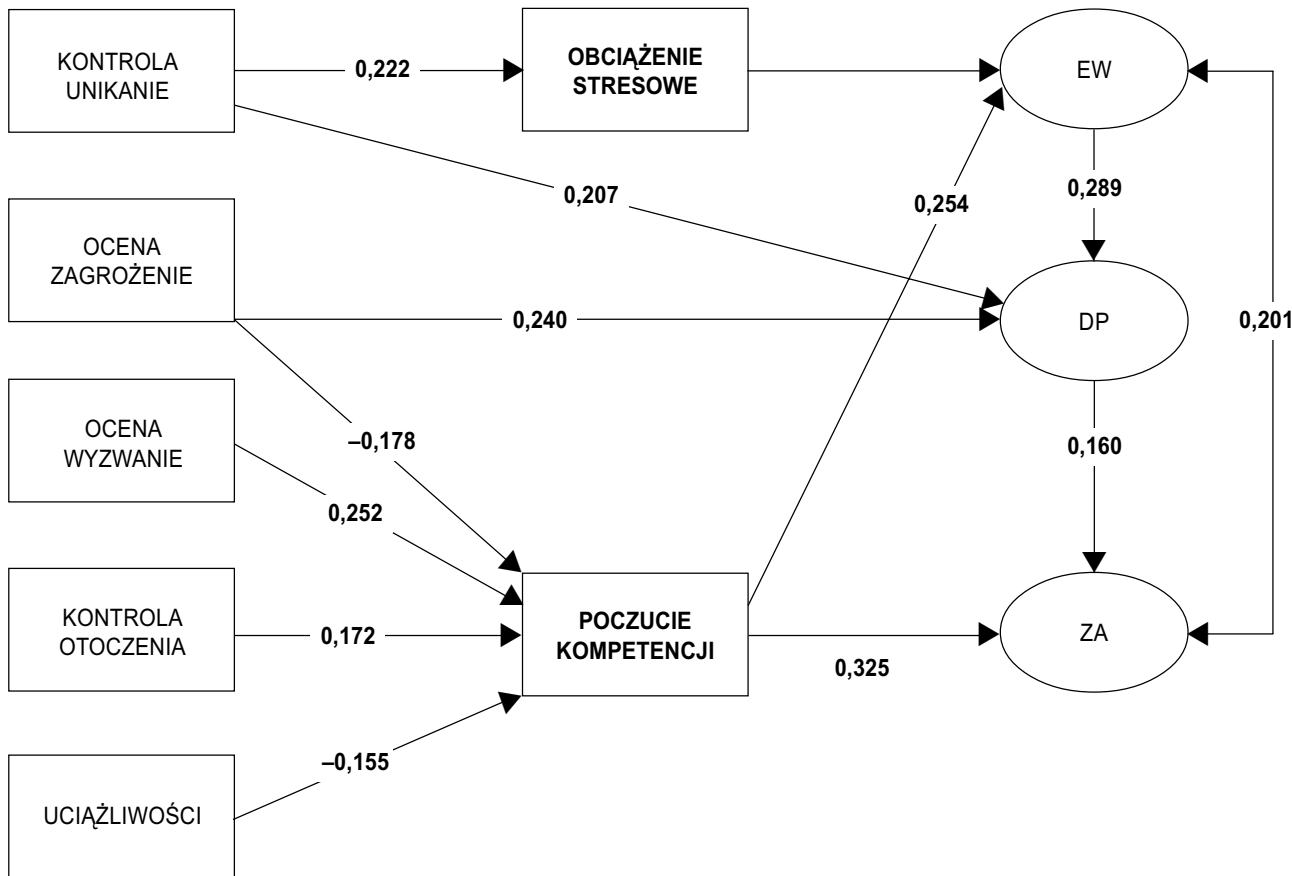 KONTROLA
UNIKANIE
0,222
OBCIĄŻENIE
STRESOWE
EW
0,207
0,254
0,289
OCENA
ZAGROŻENIE
0,240
DP
0,201
OCENA
WYZWANIE
–0,178
0,160
0,252
KONTROLA
OTOCZENIA
0,172
POCZUCIE
KOMPETENCJI
0,325
ZA
–0,155
UCIĄŻLIWOŚCI